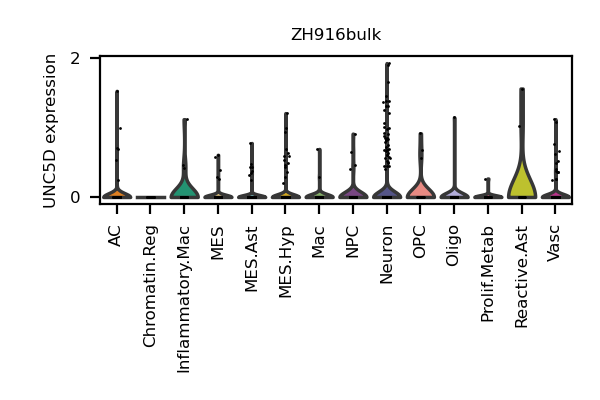 ZH916bulk
UNC5D expression
2
0
AC
Chromatin.Reg
Inflammatory.Mac
MES
MES.Ast
MES.Hyp
Mac
NPC
Neuron
OPC
Oligo
Prolif.Metab
Reactive.Ast
Vasc